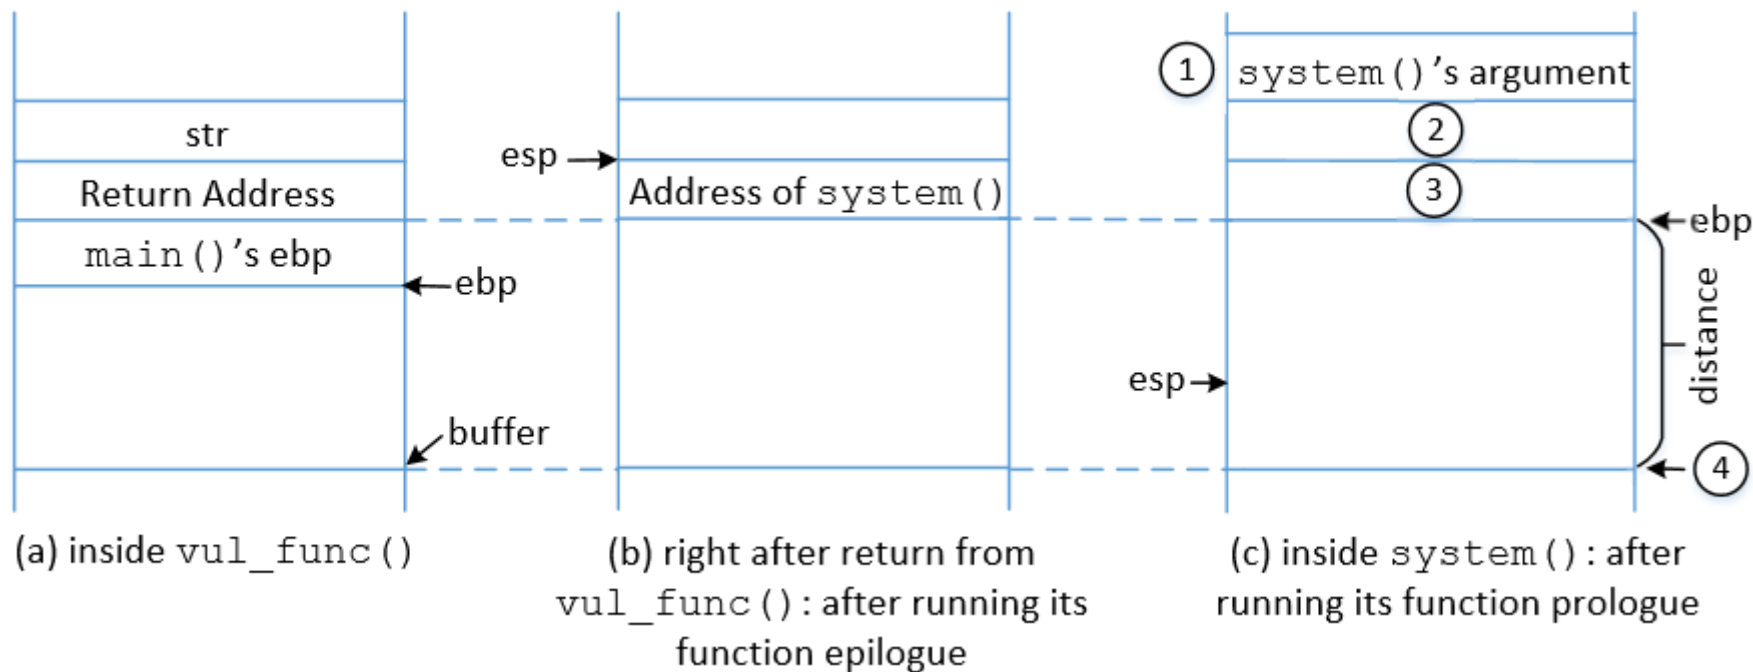 str
Return Address
main()'s ebp
ebp
buffer
(a) inside vul_func()
esp
Address of system()
(b) right after return from
vul_func(): after running its
function epilogue
1
system()'s argument
2
3
ebp
distance
esp
4
(c) inside system(): after
running its function prologue